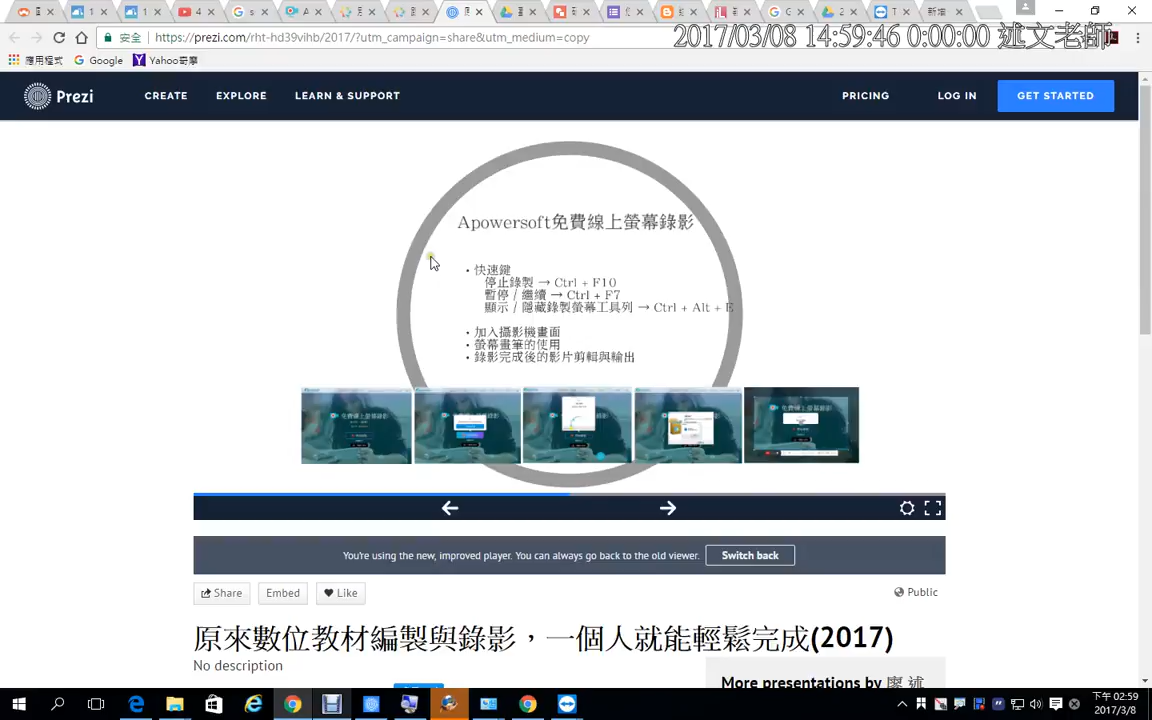 安全
https://prezi.com/rht-hd39vihb/2017/?utm_campaign=share&utm_medium=copy
2017/03/08 14:59:46 0:00:00 述文老師
應用程式
Google
Yahoo奇摩
Prezi
CREATE
EXPLORE
LEARN & SUPPORT
PRICING
LOG IN
GET STARTED
Apowersoft免費線上螢幕錄影
• 快速鍵
停止錄製 → Ctrl + F10
暫停 / 繼續 → Ctrl + F7
顯示 / 隱藏錄製螢幕工具列 → Ctrl + Alt + E
• 加入攝影機畫面
• 螢幕畫筆的使用
• 錄影完成後的影片剪輯與輸出
You're using the new, improved player. You can always go back to the old viewer.
Switch back
Share
Embed
Like
Public
原來數位教材編製與錄影，一個人就能輕鬆完成(2017)
No description
More presentations by 廖 述
下午 02:59
2017/3/8